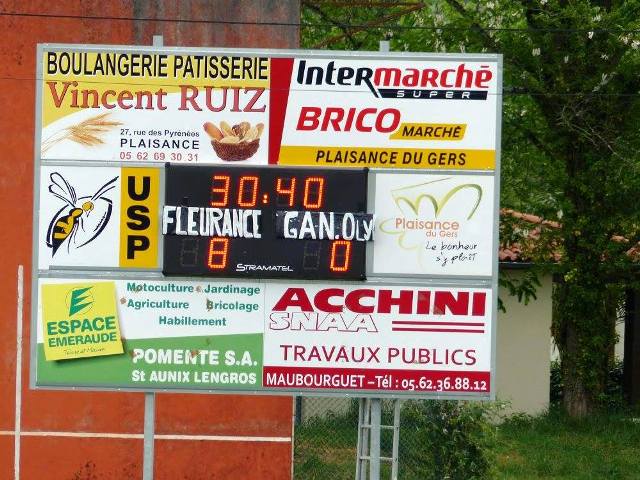 BOULANGERIE PATISSERIE
Vincent RUIZ
27, rue des Pyrénées
PLAISANCE
05 62 69 30 31
InterMarchē
SUPER
BRICO MARCHÉ
PLAISANCE DU GERS
USP
30:40
FLEURANCE GAN.OLY
8 0
STRAMATEL
Plaisance
du Gers
Le bonheur
s'y plaît
ESPACE
EMERAUDE
Motoculture Jardinage
Agriculture Bricolage
Habillement
POMENTE S.A.
St AUNIX LENGROS
ACCHINI
SNAA
TRAVAUX PUBLICS
MAUBOURGUET – Tél : 05.62.36.88.12